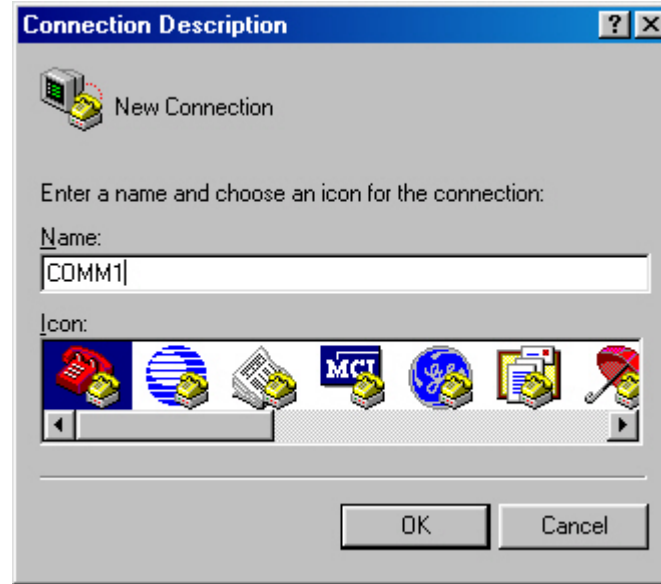 Connection Description
New Connection
Enter a name and choose an icon for the connection:
Name:
COMM1
Icon:
MCI
OK Cancel